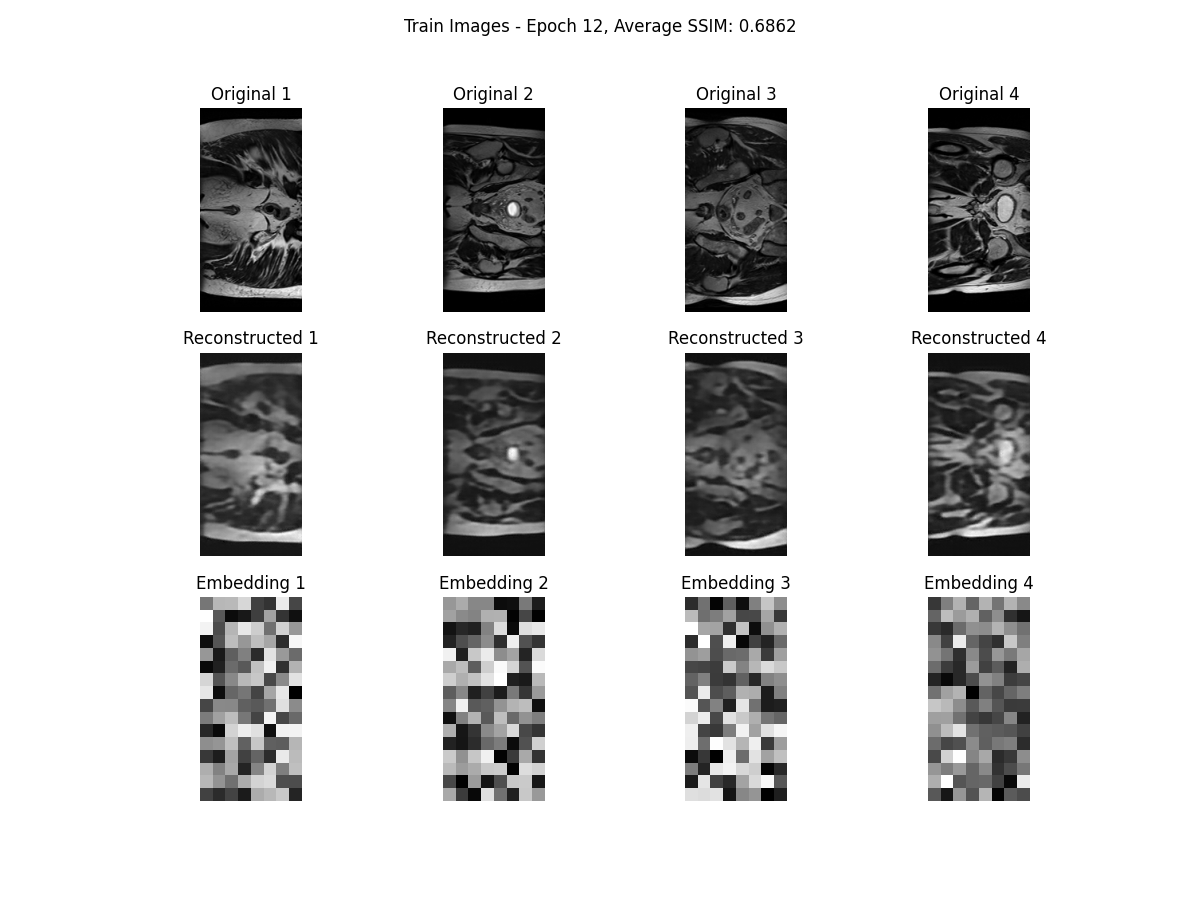 Train Images - Epoch 12, Average SSIM: 0.6862
Original 1
Original 2
Original 3
Original 4
Reconstructed 1
Reconstructed 2
Reconstructed 3
Reconstructed 4
Embedding 1
Embedding 2
Embedding 3
Embedding 4